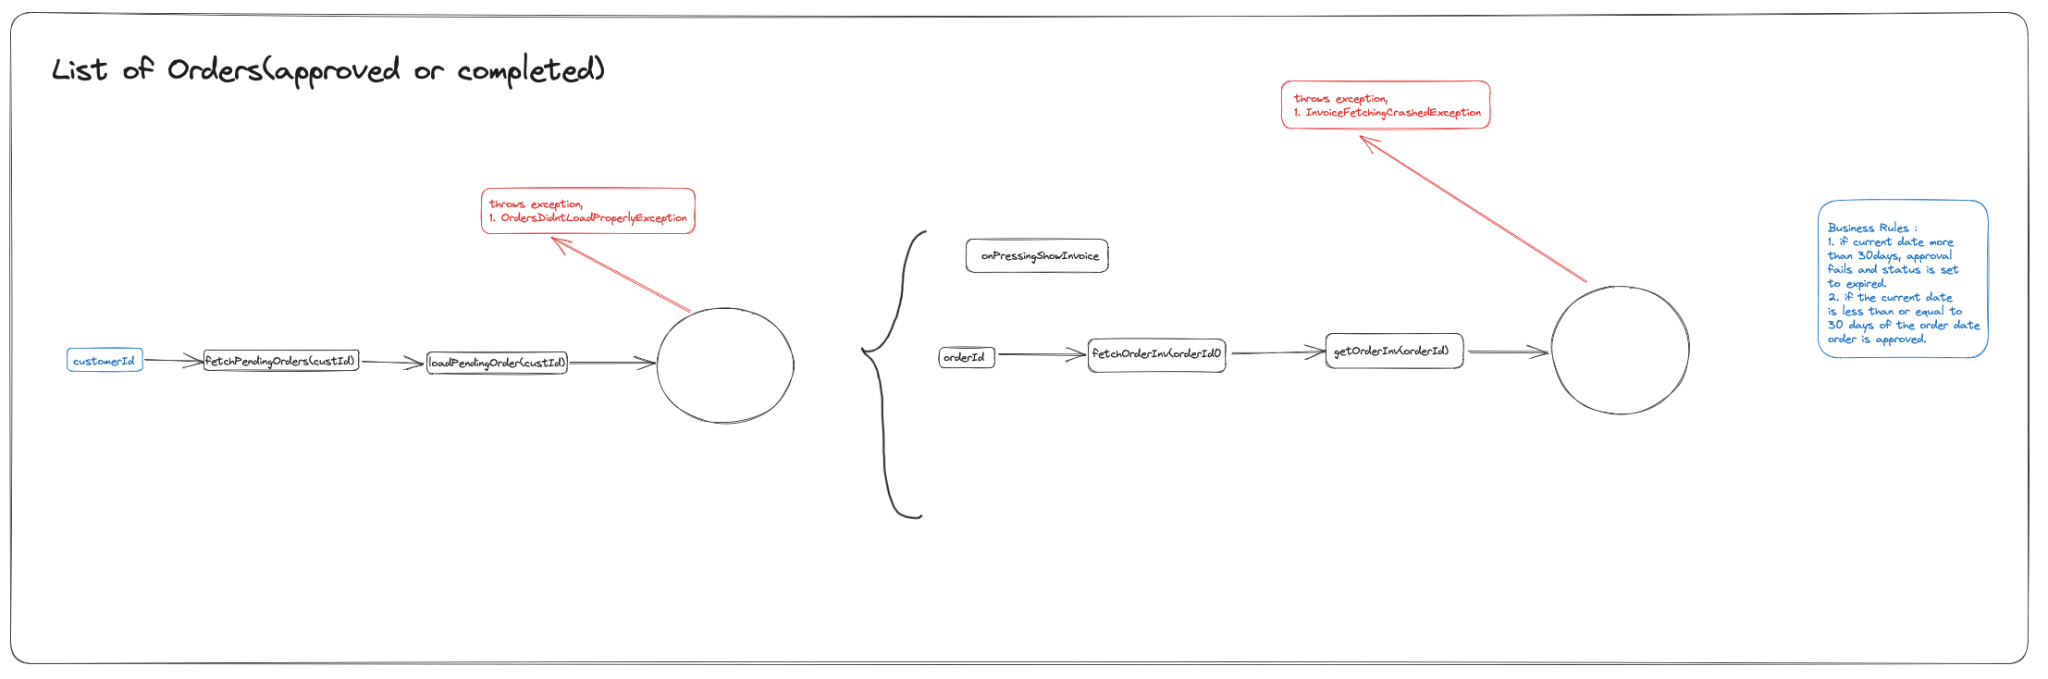 List of Orders(approved or completed)
throws exception,
1. OrdersDidntLoadProperlyException
customerId
fetchPendingOrders(custId)
loadPendingOrder(custId)
onPressingShowInvoice
throws exception,
1. InvoiceFetchingCrashedException
orderId
fetchOrderInv(orderId()
getOrderInv(orderId)
Business Rules :
1. if current date more
than 30days, approval
fails and status is set
to expired.
2. if the current date
is less than or equal to
30 days of the order date
order is approved.